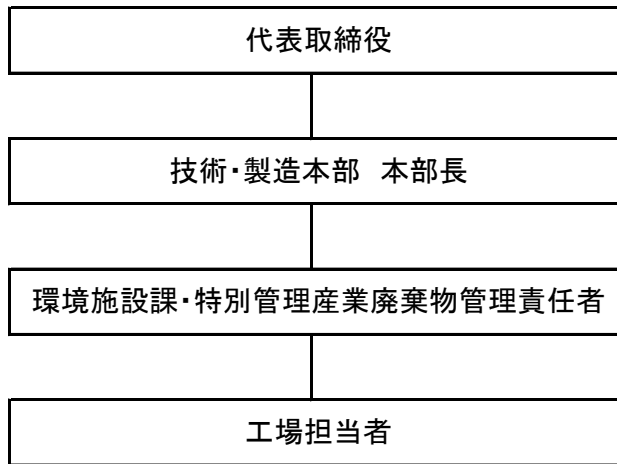 代表取締役
技術・製造本部　本部長
環境施設課・特別管理産業廃棄物管理責任者
工場担当者